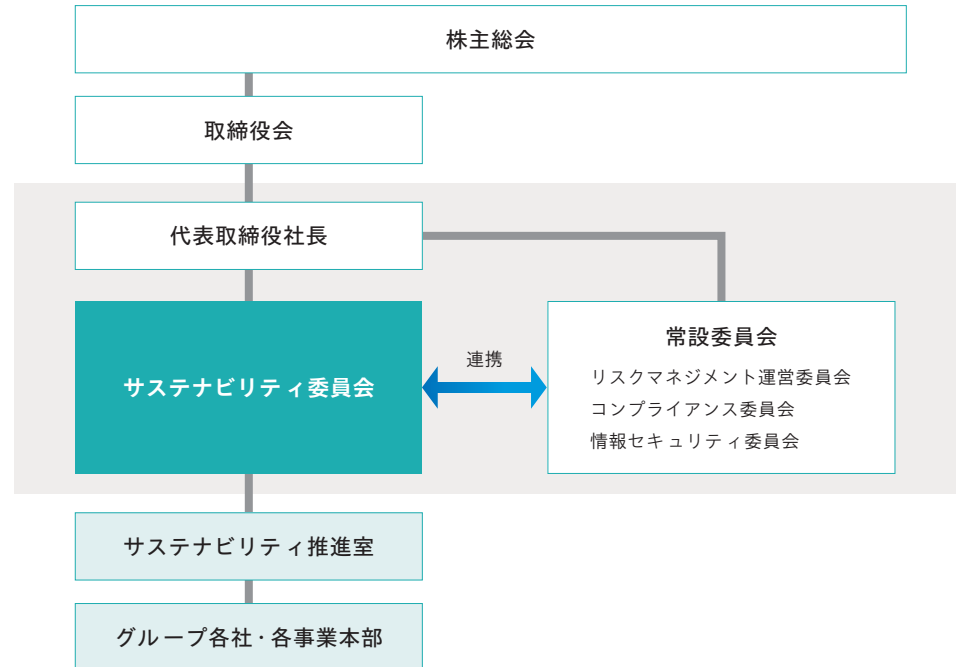 株主総会
取締役会
代表取締役社長
サステナビリティ委員会
連携
常設委員会
リスクマネジメント運営委員会
コンプライアンス委員会
情報セキュリティ委員会
サステナビリティ推進室
グループ各社・各事業本部